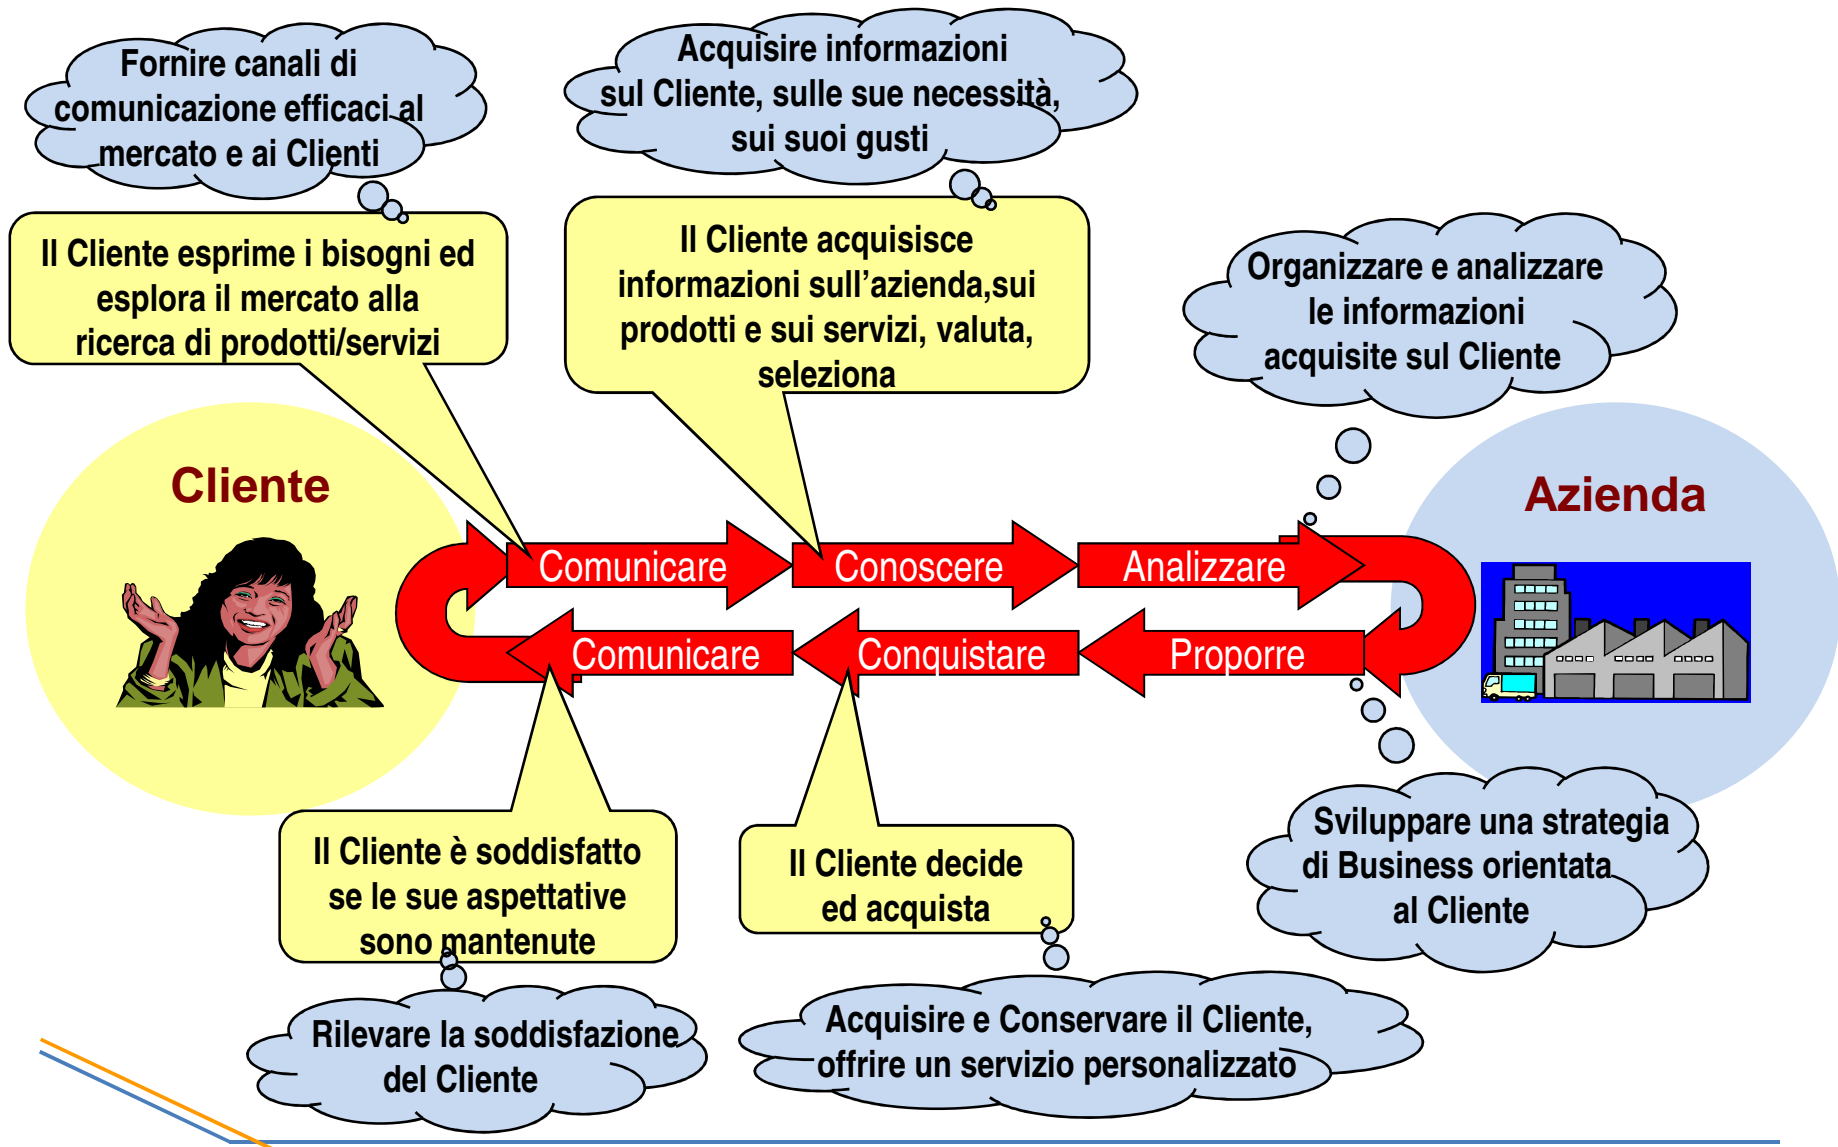 Fornire canali di
comunicazione efficaci al
mercato e ai Clienti
Acquisire informazioni
sul Cliente, sulle sue necessità,
sui suoi gusti
Il Cliente esprime i bisogni ed
esplora il mercato alla
ricerca di prodotti/servizi
Il Cliente acquisisce
informazioni sull'azienda,sui
prodotti e sui servizi, valuta,
seleziona
Organizzare e analizzare
le informazioni
acquisite sul Cliente
Cliente
Azienda
Comunicare
Conoscere
Analizzare
Comunicare
Conquistare
Proporre
Il Cliente è soddisfatto
se le sue aspettative
sono mantenute
Il Cliente decide
ed acquista
Sviluppare una strategia
di Business orientata
al Cliente
Rilevare la soddisfazione
del Cliente
Acquisire e Conservare il Cliente,
offrire un servizio personalizzato